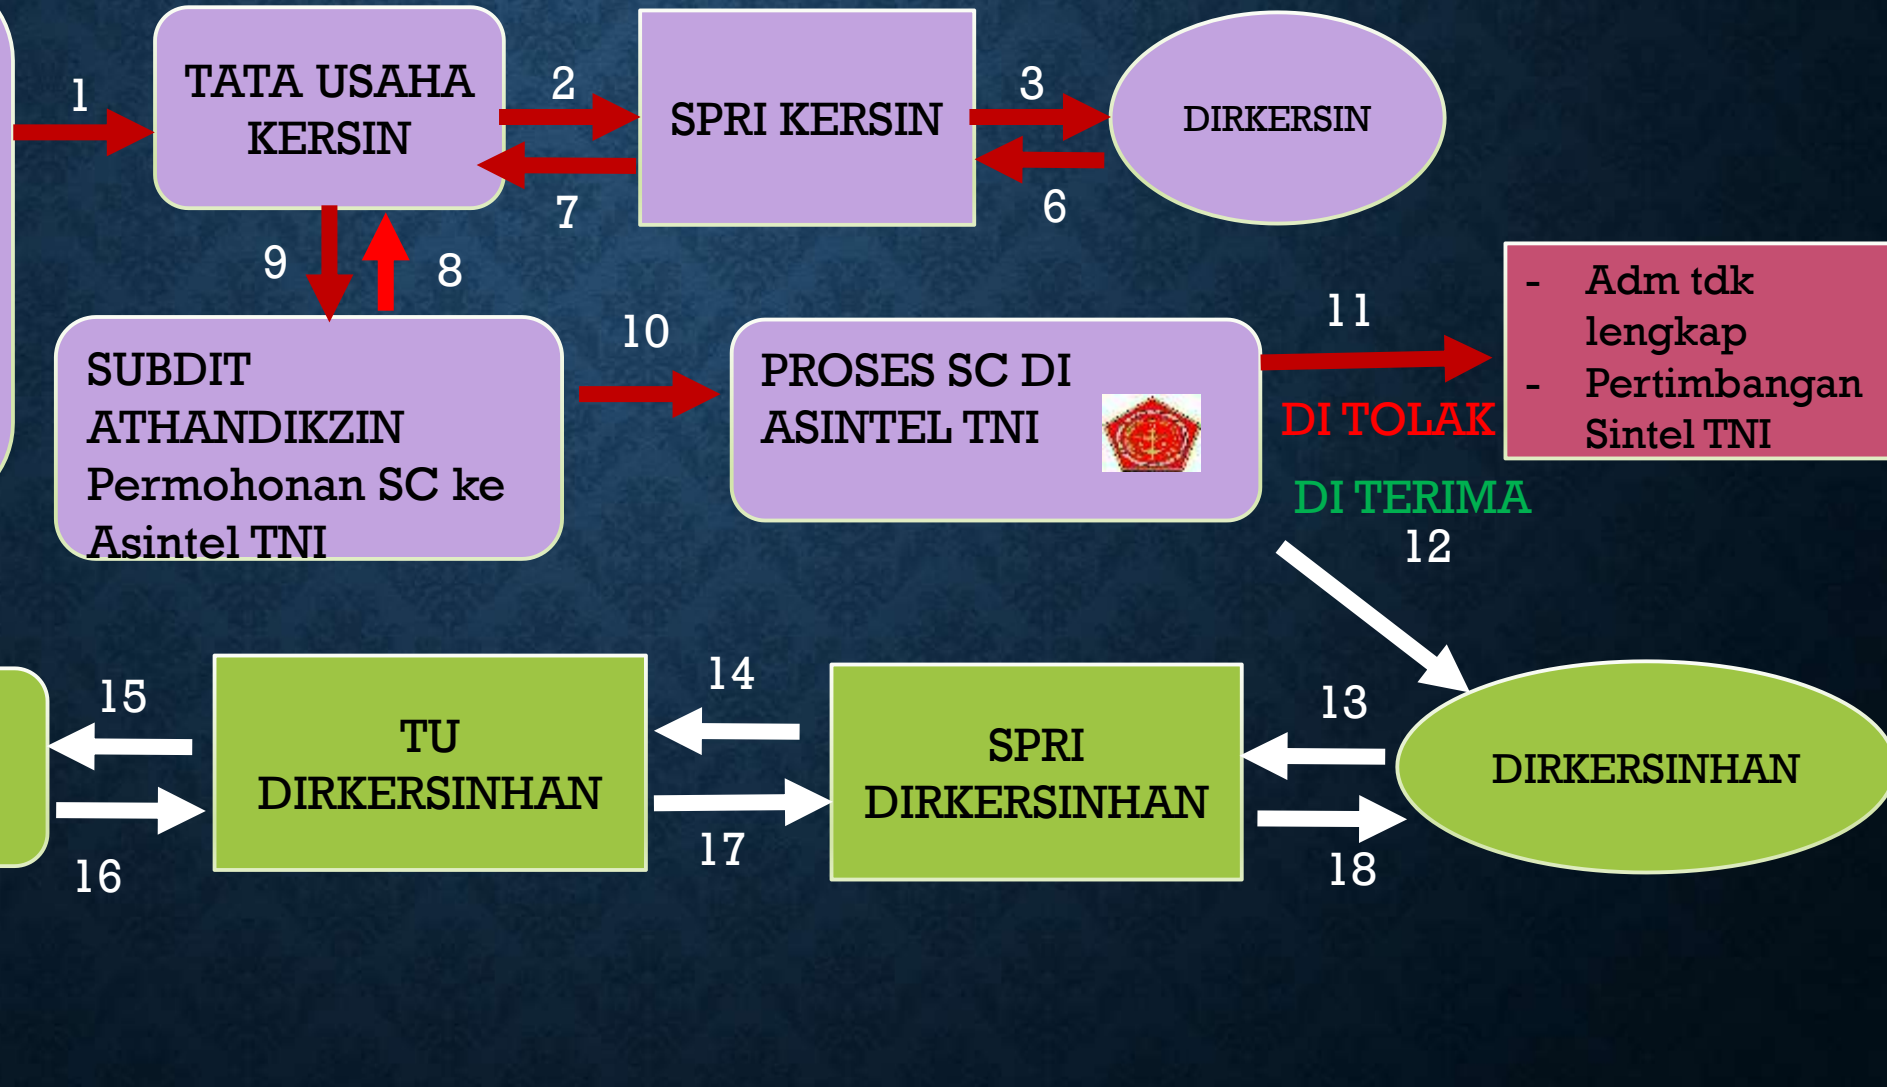 1
TATA USAHA
KERSIN
2
7
SPRI KERSIN
3
6
DIRKERSIN
9
8
SUBDIT
ATHANDIKZIN
Permohonan SC ke
Asintel TNI
10
PROSES SC DI
ASINTEL TNI
11
DI TOLAK
- Adm tdk
lengkap
- Pertimbangan
Sintel TNI
DI TERIMA
12
15
16
TU
DIRKERSINHAN
14
17
SPRI
DIRKERSINHAN
13
18
DIRKERSINHAN